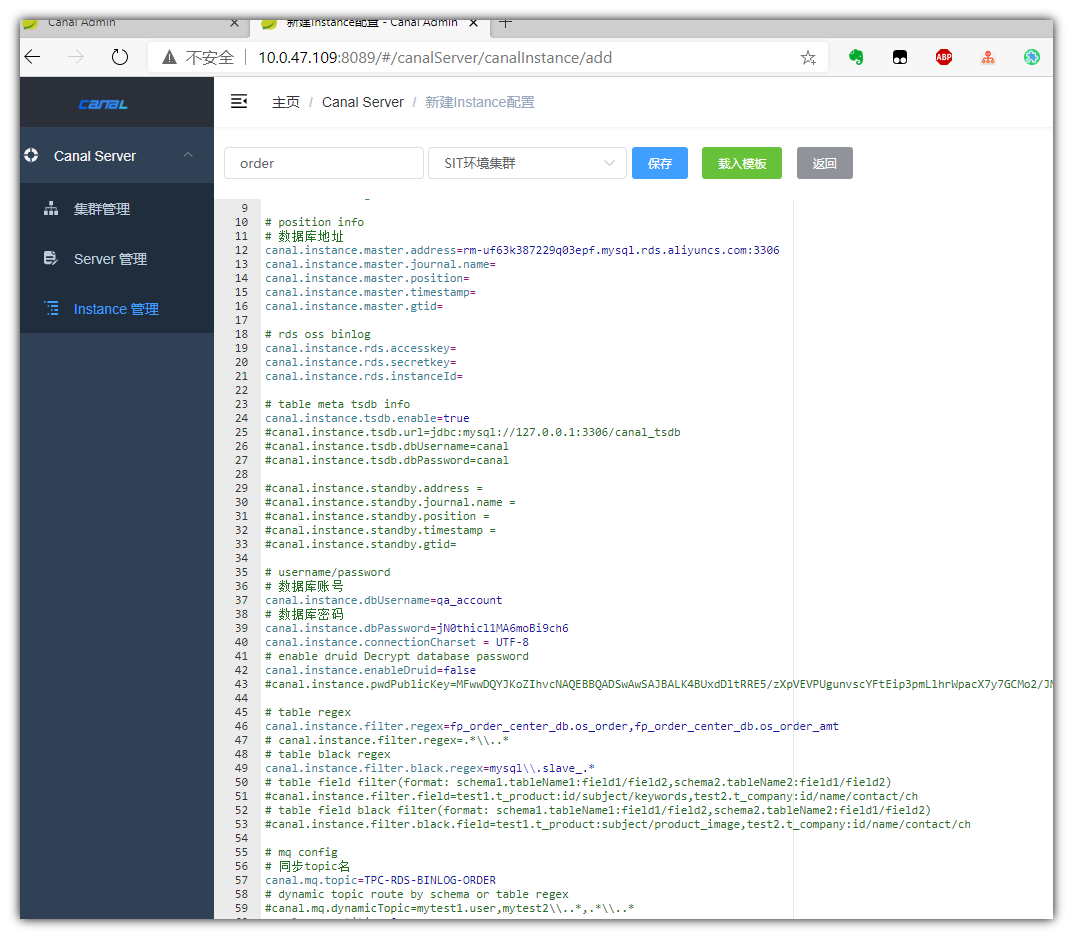 Canal Admin
新建Instance配置 - Canal Admin
不安全
10.0.47.109:8089/#/canalServer/canalInstance/add
ABP
CANAL
主页 / Canal Server / 新建Instance配置
Canal Server
集群管理
Server 管理
Instance 管理
order
SIT环境集群
保存
载入模板
返回
9
10 # position info
11 # 数据库地址
12 canal.instance.master.address=rm-uf63k387229q03epf.mysql.rds.aliyuncs.com:3306
13 canal.instance.master.journal.name=
14 canal.instance.master.position=
15 canal.instance.master.timestamp=
16 canal.instance.master.gtid=
17
18 # rds oss binlog
19 canal.instance.rds.accesskey=
20 canal.instance.rds.secretkey=
21 canal.instance.rds.instanceId=
22
23 # table meta tsdb info
24 canal.instance.tsdb.enable=true
25 #canal.instance.tsdb.url=jdbc:mysql://127.0.0.1:3306/canal_tsdb
26 #canal.instance.tsdb.dbUsername=canal
27 #canal.instance.tsdb.dbPassword=canal
28
29 #canal.instance.standby.address =
30 #canal.instance.standby.journal.name =
31 #canal.instance.standby.position =
32 #canal.instance.standby.timestamp =
33 #canal.instance.standby.gtid=
34
35 # username/password
36 # 数据库账号
37 canal.instance.dbUsername=qa_account
38 # 数据库密码
39 canal.instance.dbPassword=jN0thicl1MA6moBi9ch6
40 canal.instance.connectionCharset = UTF-8
41 # enable druid Decrypt database password
42 canal.instance.enableDruid=false
43 #canal.instance.pwdPublicKey=MFwwDQYJKoZIhvcNAQEBBQADSwAwSAJBALK4BUxdDltRRE5/zXpVEVPUgunvscYFtEip3pmLlhrWpacX7y7GCMo2/JM
44
45 # table regex
46 canal.instance.filter.regex=fp_order_center_db.os_order,fp_order_center_db.os_order_amt
47 # canal.instance.filter.regex=.*\\..*
48 # table black regex
49 canal.instance.filter.black.regex=mysql\\.slave_.*
50 # table field filter(format: schema1.tableName1:field1/field2,schema2.tableName2:field1/field2)
51 #canal.instance.filter.field=test1.t_product:id/subject/keywords,test2.t_company:id/name/contact/ch
52 # table field black filter(format: schema1.tableName1:field1/field2,schema2.tableName2:field1/field2)
53 #canal.instance.filter.black.field=test1.t_product:subject/product_image,test2.t_company:id/name/contact/ch
54
55 # mq config
56 # 同步topic名
57 canal.mq.topic=TPC-RDS-BINLOG-ORDER
58 # dynamic topic route by schema or table regex
59 #canal.mq.dynamicTopic=mytest1.user,mytest2\\..*,.*\\..*